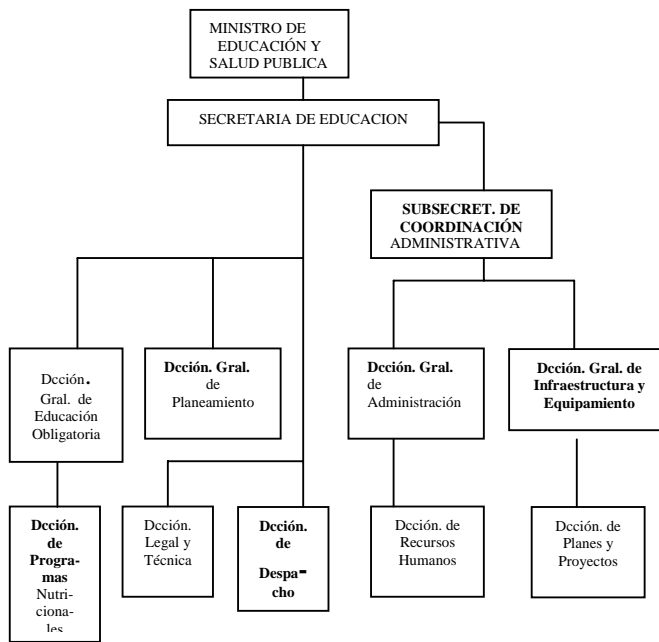 MINISTRO DE
EDUCACIÓN Y
SALUD PUBLICA
SECRETARIA DE EDUCACION
SUBSECRET. DE
COORDINACIÓN
ADMINISTRATIVA
Dcción.
Gral. de
Educación
Obligatoria
Dcción. Gral.
de
Planeamiento
Dcción. Gral.
de
Administración
Dcción. Gral. de
Infraestructura y
Equipamiento
Dcción.
de
Progra-
mas
Nutri-
ciona-
les
Dcción.
Legal y
Técnica
Dcción.
de
Despa-
cho
Dcción. de
Recursos
Humanos
Dcción. de
Planes y
Proyectos